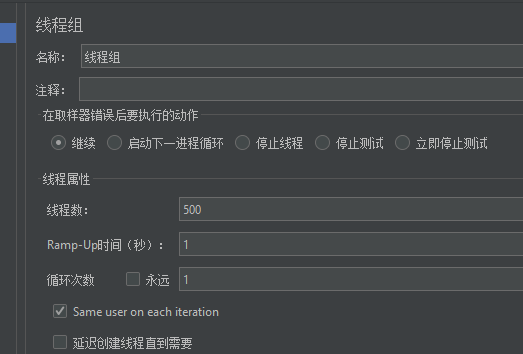 线程组
名称： 线程组
注释：
在取样器错误后要执行的动作
继续 启动下一进程循环 停止线程 停止测试 立即停止测试
线程属性
线程数： 500
Ramp-Up时间（秒）： 1
循环次数 永远 1
Same user on each iteration
延迟创建线程直到需要